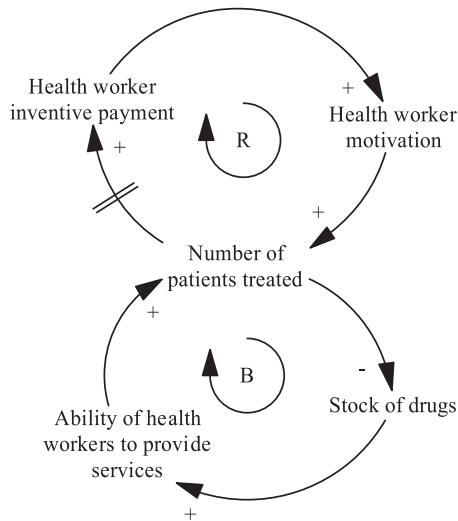 Health worker
inventive payment
+
+
Health worker
motivation
R
+
Number of
patients treated
+
B
-
Stock of drugs
Ability of health
workers to provide
services
+